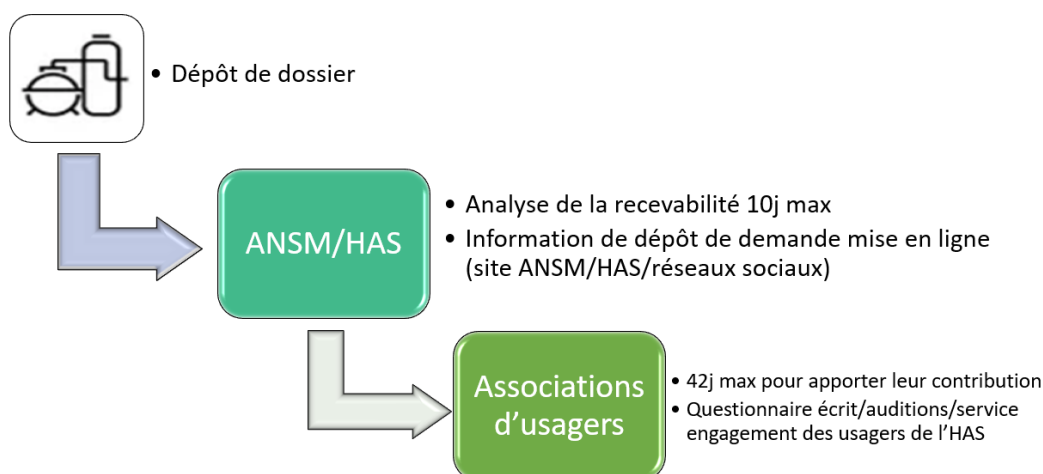 • Dépôt de dossier
ANSM/HAS
• Analyse de la recevabilité 10j max
• Information de dépôt de demande mise en ligne
(site ANSM/HAS/réseaux sociaux)
Associations
d’usagers
• 42j max pour apporter leur contribution
• Questionnaire écrit/auditions/service
engagement des usagers de l’HAS